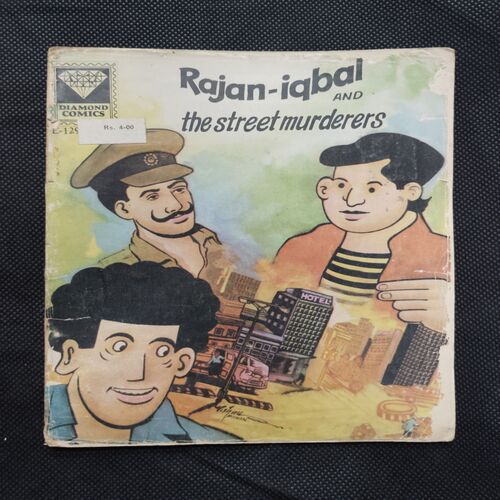 Rajan-iqbal
AND
the street murderers
DIAMOND
COMICS
Rs. 4-00
HOTEL